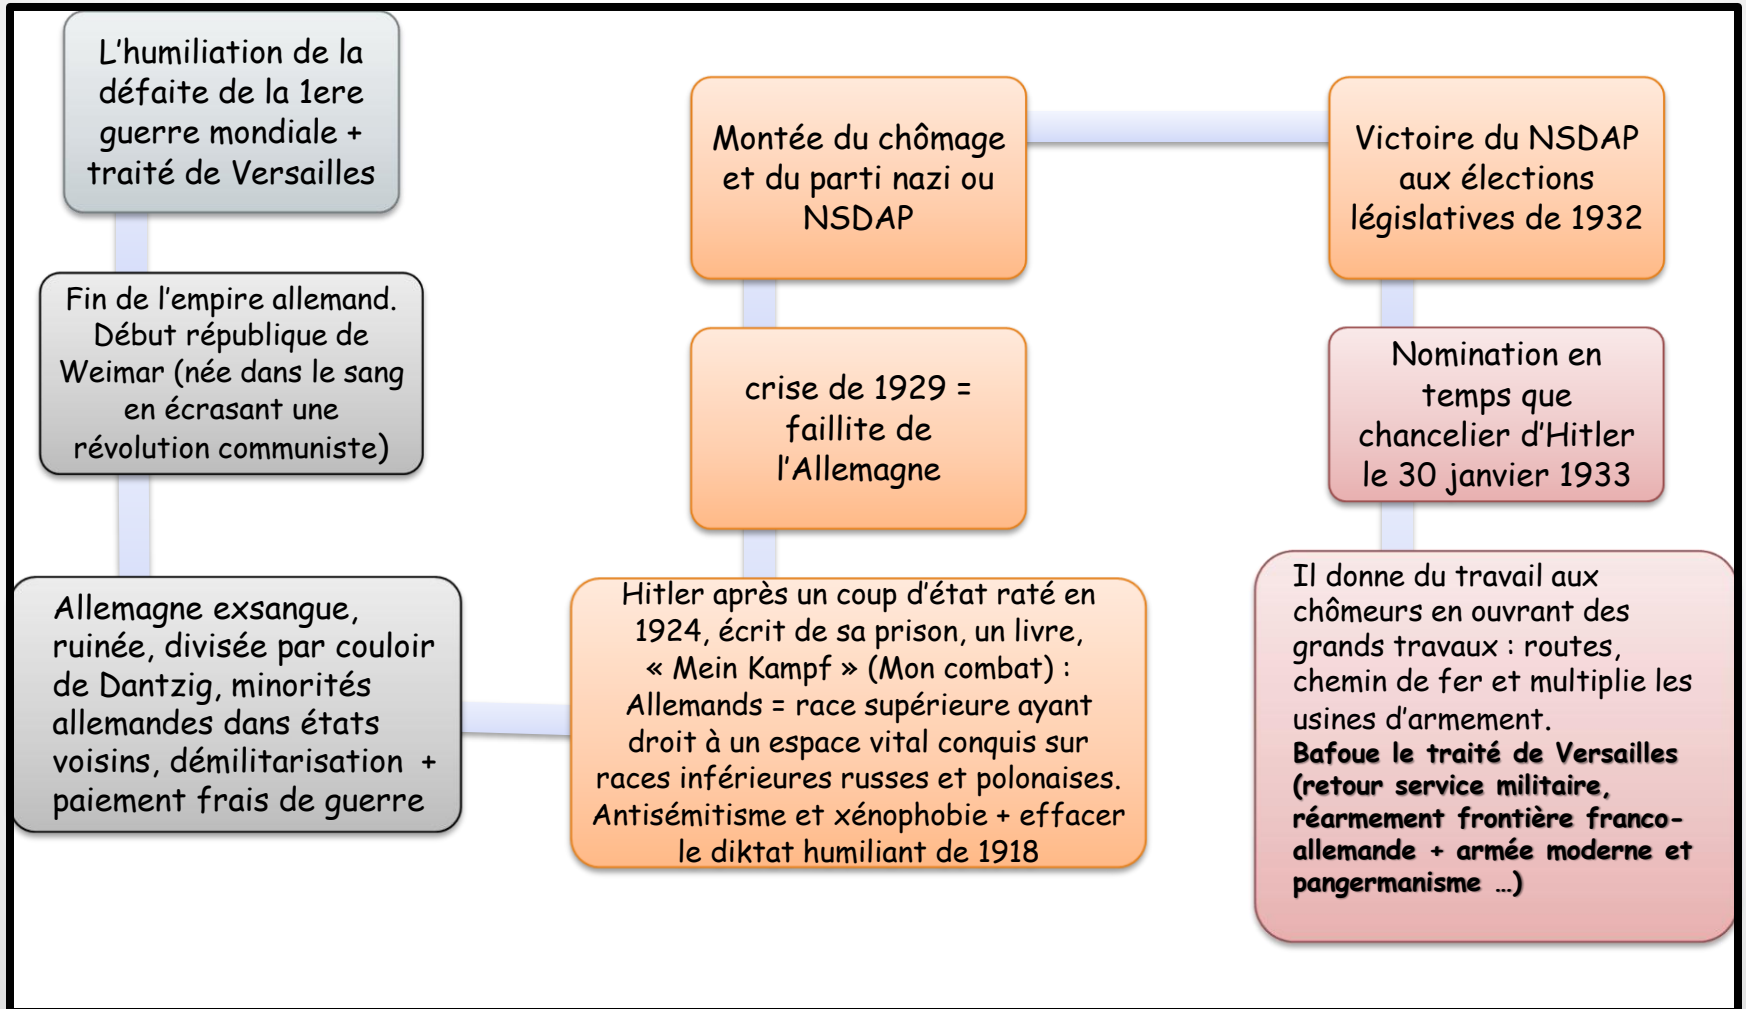 L'humiliation de la
défaite de la 1ere
guerre mondiale +
traité de Versailles
Fin de l'empire allemand.
Début république de
Weimar (née dans le sang
en écrasant une
révolution communiste)
Allemagne exsangue,
ruinée, divisée par couloir
de Dantzig, minorités
allemandes dans états
voisins, démilitarisation +
paiement frais de guerre
Hitler après un coup d'état raté en
1924, écrit de sa prison, un livre,
« Mein Kampf » (Mon combat) :
Allemands = race supérieure ayant
droit à un espace vital conquis sur
races inférieures russes et polonaises.
Antisémitisme et xénophobie + effacer
le diktat humiliant de 1918
crise de 1929 =
faillite de
l'Allemagne
Montée du chômage
et du parti nazi ou
NSDAP
Victoire du NSDAP
aux élections
législatives de 1932
Nomination en
temps que
chancelier d'Hitler
le 30 janvier 1933
Il donne du travail aux
chômeurs en ouvrant des
grands travaux : routes,
chemin de fer et multiplie les
usines d'armement.
Bafoue le traité de Versailles
(retour service militaire,
réarmement frontière franco-
allemande + armée moderne et
pangermanisme …)